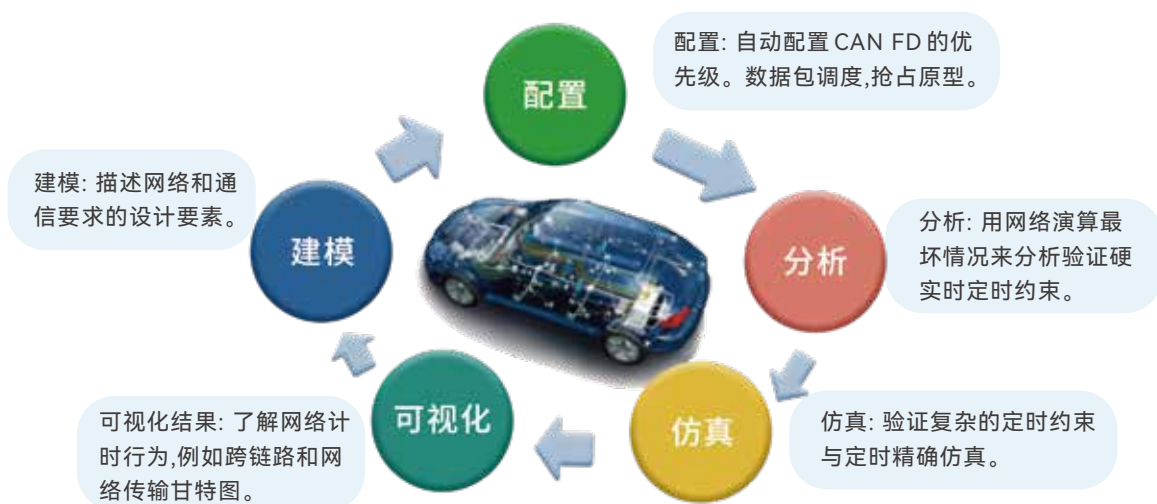 配置
配置: 自动配置 CAN FD 的优
先级。数据包调度,抢占原型。
建模: 描述网络和通
信要求的设计要素。
建模
分析
分析: 用网络演算最
坏情况来分析验证硬
实时定时约束。
可视化
可视化结果: 了解网络计
时行为,例如跨链路和网
络传输甘特图。
仿真
仿真: 验证复杂的定时约束
与定时精确仿真。